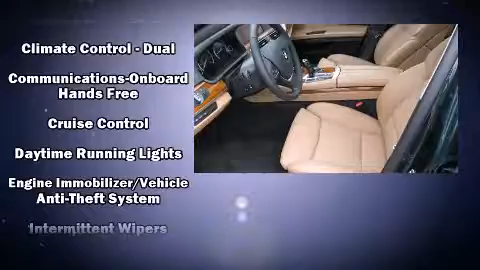 Climate Control - Dual
Communications-Onboard
Hands Free
Cruise Control
Daytime Running Lights
Engine Immobilizer/Vehicle
Anti-Theft System
Intermittent Wipers